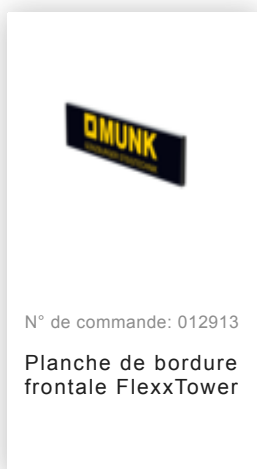 MUNK
N° de commande: 012913
Planche de bordure
frontale FlexxTower